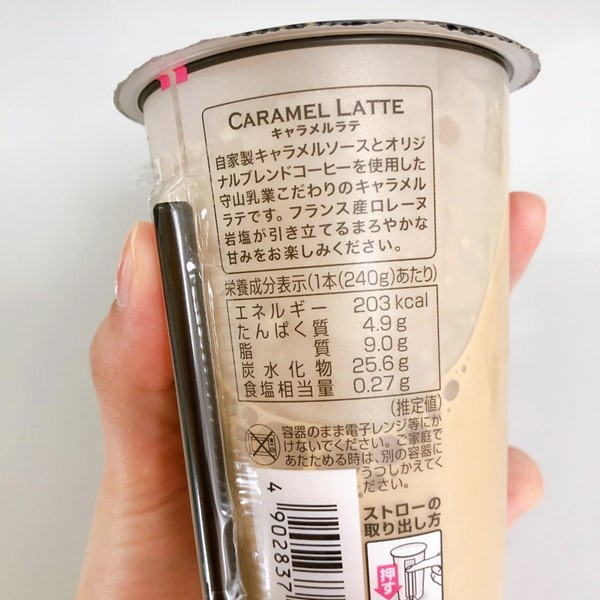 CARAMEL LATTE
キャラメルラテ
自家製キャラメルソースとオリジ
ナルブレンドコーヒーを使用した
守山乳業こだわりのキャラメル
ラテです。フランス産ロレーヌ
岩塩が引き立てるまろやかな
甘みをお楽しみください。
栄養成分表示(1本(240g)あたり)
エネルギー 203kcal
たんぱく質 4.9g
脂質 9.0g
炭水化物 25.6g
食塩相当量 0.27g
(推定値)
容器のまま電子レンジ等にか
けないでください。ご家庭で
あたためる時は、別の容器に
うつしかえてく
ださい。
4 902837
ストローの
取り出し方
押す